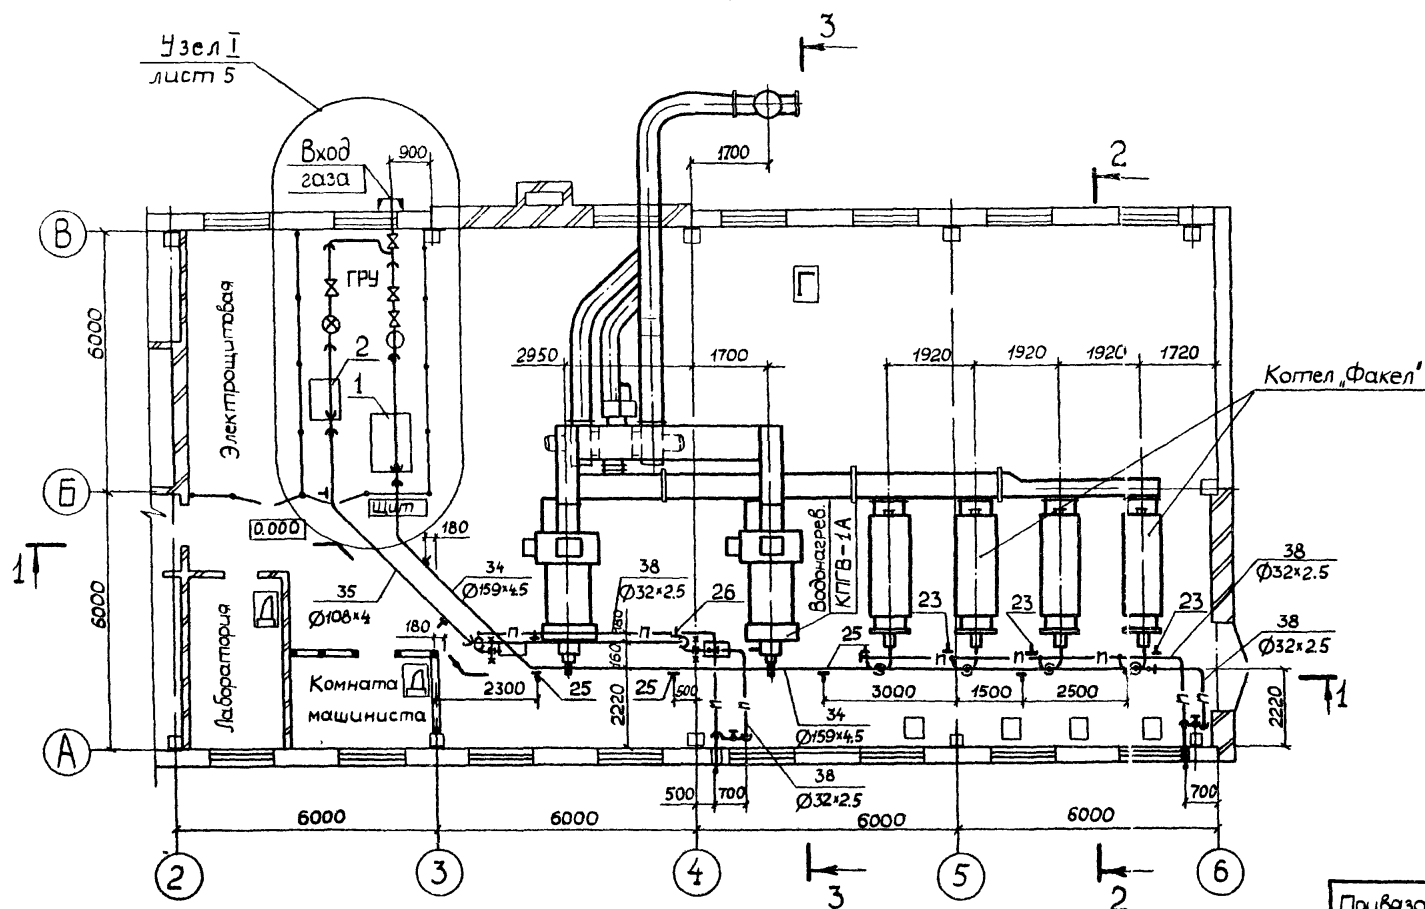 3
Узел I
лист 5
Вход
газа
900
1700
2
В
ГРУ
Г
6000
Электрощитовая
2
1
2950
1700
1920
1920
1920
1720
Котел „Факел"
Б
Щит
0.000
180
1
35
Ø108×4
34
Ø159×4.5
38
Ø32×2.5
26
Водонагрев.
КПГВ-1А
23
23
23
38
Ø32×2.5
38
Ø32×2.5
6000
Лаборатория
Д
180
П
П
180
160
25
П
П
П
Комната
машиниста
Д
2300
25
25
500
2220
П
П
3000
1500
2500
П
П
1
2220
34
Ø159×4.5
А
38
Ø32×2.5
500
700
700
6000
6000
6000
6000
2
3
4
5
6
3
2
Привяза